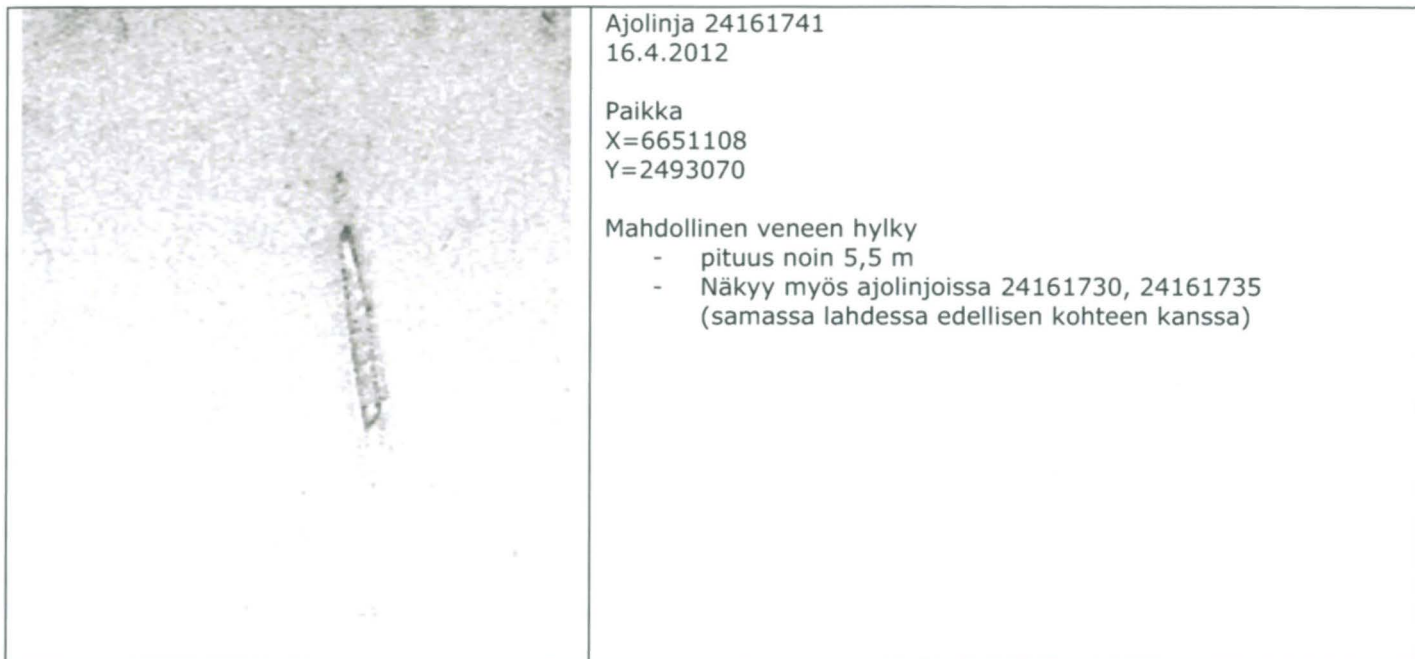 Ajolinja 24161741
16.4.2012
Paikka
X=6651108
Y=2493070
Mahdollinen veneen hylky
- pituus noin 5,5 m
- Näkyy myös ajolinjoissa 24161730, 24161735
(samassa lahdessa edellisen kohteen kanssa)